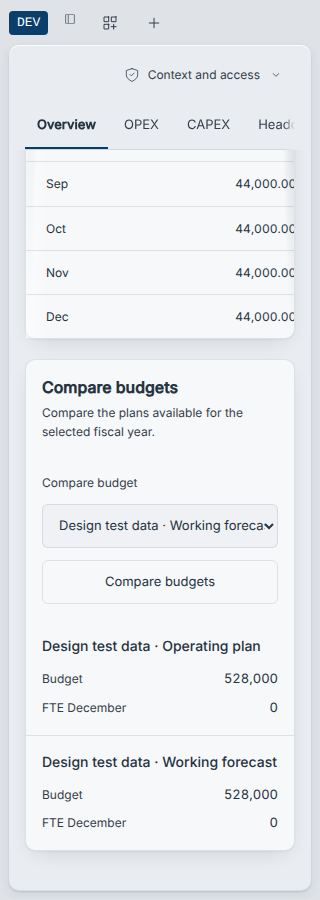 DEV
Context and access
Overview OPEX CAPEX Headc
Sep 44,000.00
Oct 44,000.00
Nov 44,000.00
Dec 44,000.00
Compare budgets
Compare the plans available for the
selected fiscal year.
Compare budget
Design test data · Working foreca
Compare budgets
Design test data · Operating plan
Budget 528,000
FTE December 0
Design test data · Working forecast
Budget 528,000
FTE December 0